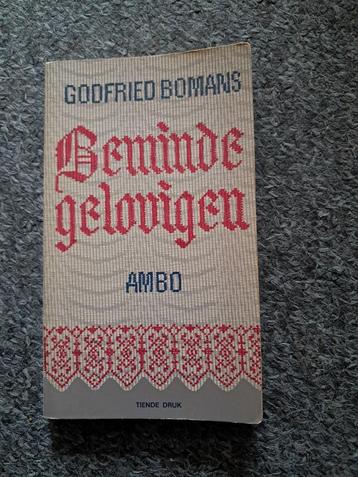 GODFRIED BOMANS
Beminde
gelovigen
AMBO
TIENDE DRUK